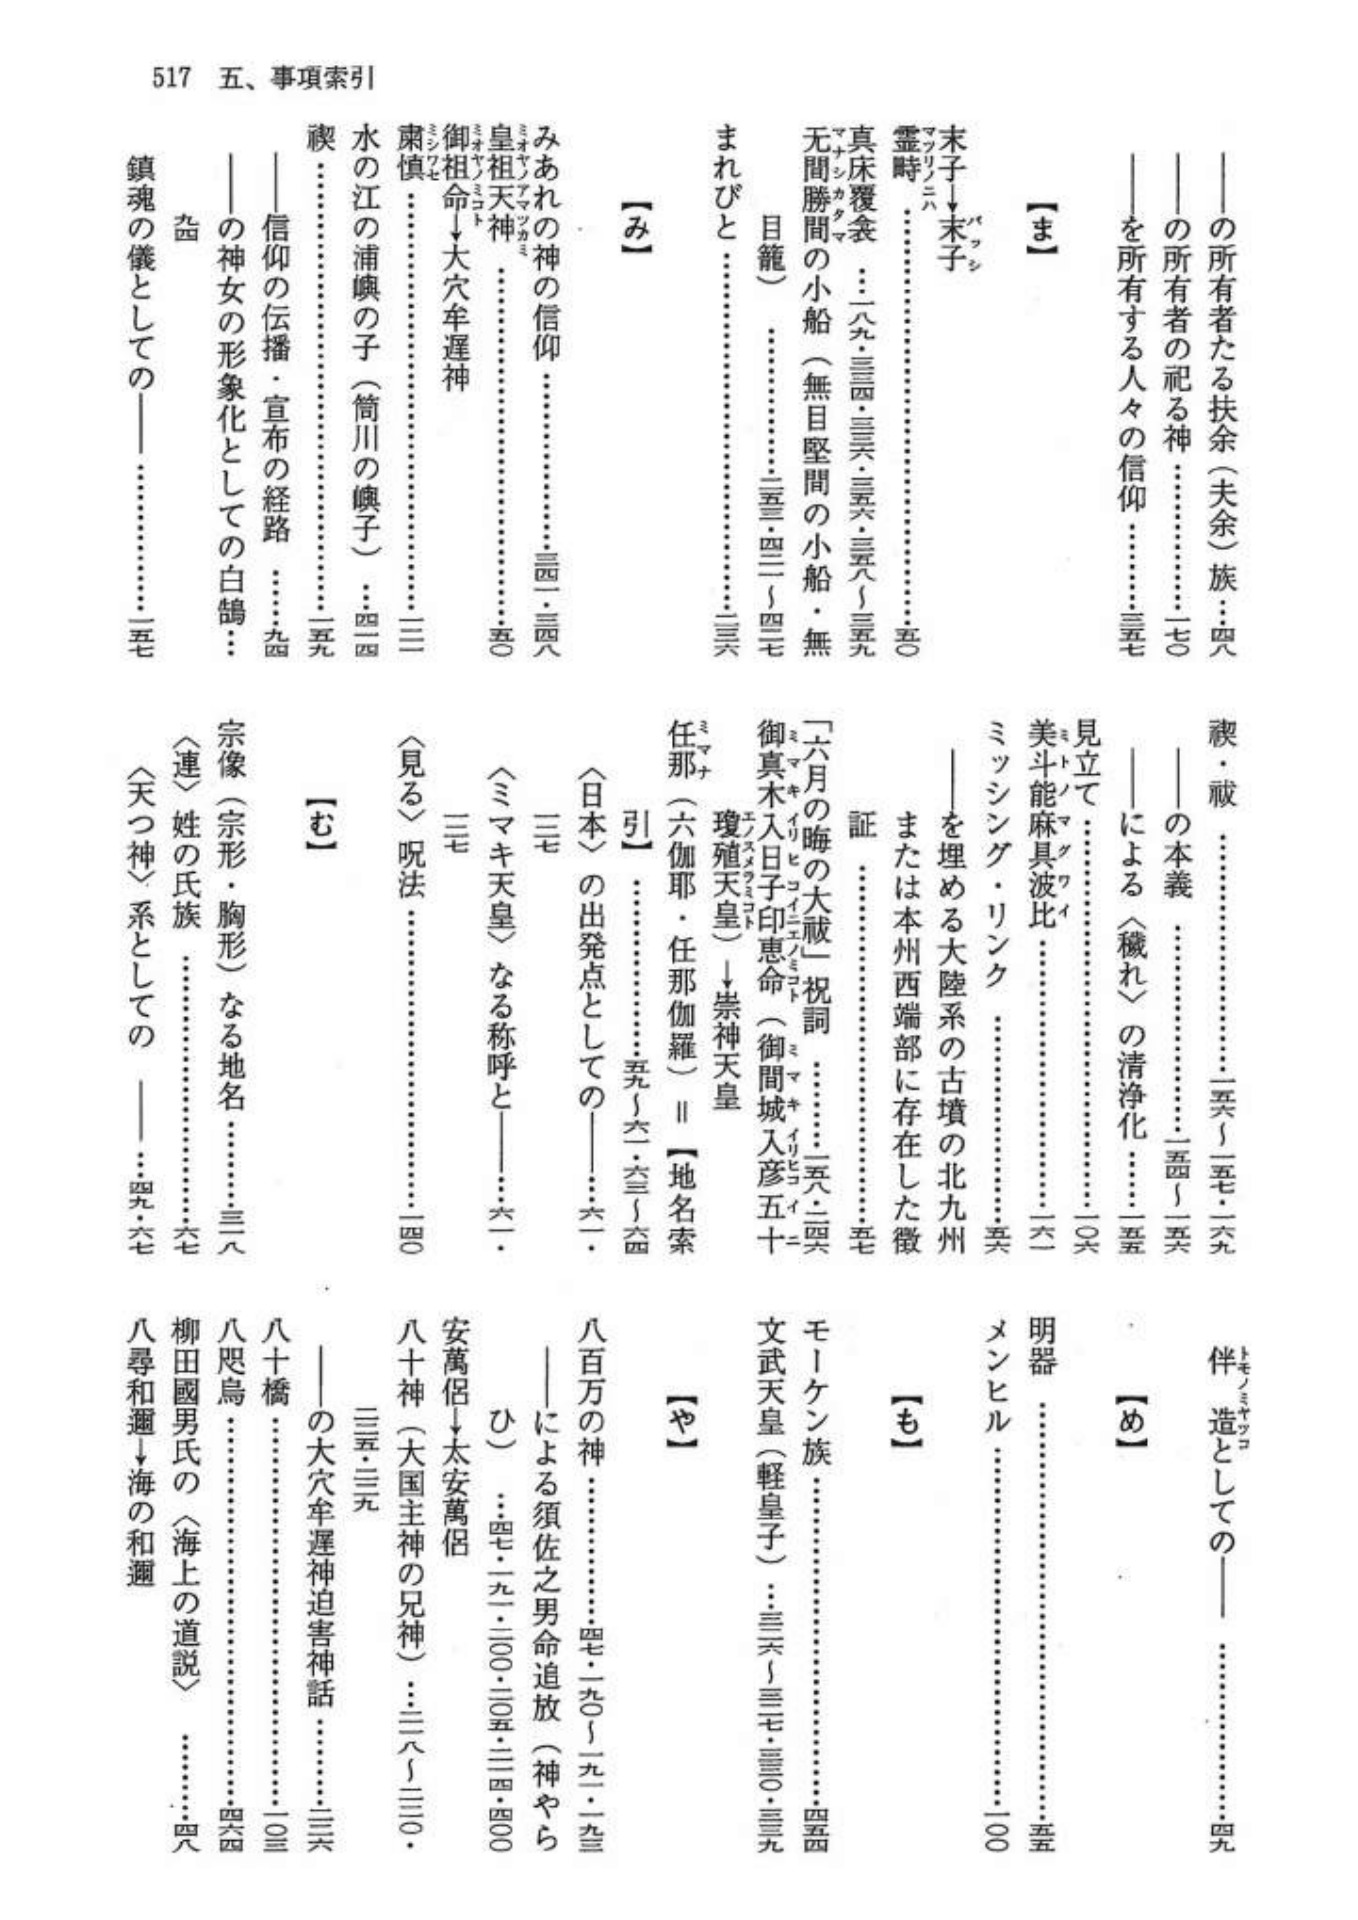 517　五、事項索引
――の所有者たる扶余（夫余）族…四八
――の所有者の祀る神…………一七〇
――を所有する人々の信仰………三五七
【ま】
末子→末子
霊畤…………五〇
真床覆衾…一八九・三三四・三三六・三五六・三五八〜三五九
无間勝間の小船（無目堅間の小船・無
目籠）…………二五三・四二一〜四二七
まれびと…………二三六
【み】
みあれの神の信仰…………三四一・三四八
皇祖天神…………五〇
御祖命→大穴牟遅神
粛慎…………一二一
水の江の浦嶼の子（筒川の嶼子）…四一四
禊…………一五九
――信仰の伝播・宣布の経路……九四
――の神女の形象化としての白鵠…
九四
鎮魂の儀としての――…………一五七
禊・祓…………一五六〜一五七・一六九
――の本義…………一五四〜一五六
――による〈穢れ〉の清浄化……一五五
見立て…………一〇六
美斗能麻具波比…………一六一
ミッシング・リンク…………五六
――を埋める大陸系の古墳の北九州
または本州西端部に存在した徴
証…………五七
「六月の晦の大祓」祝詞………一五八・二四六
御真木入日子印恵命（御間城入彦五十
瓊殖天皇）→崇神天皇
任那（六伽耶・任那伽羅）＝【地名索
引】…………五九〜六一・六三〜六四
〈日本〉の出発点としての――…六一・
一三七
〈ミマキ天皇〉なる称呼と――……六一・
一三七
〈見る〉呪法…………一四〇
【む】
宗像（宗形・胸形）なる地名………三一八
〈連〉姓の氏族…………六七
〈天つ神〉系としての――…四九・六七
伴造としての――…………四九
【め】
明器…………五五
メンヒル…………一〇〇
【も】
モーケン族…………四五四
文武天皇（軽皇子）…三二六〜三二七・三三〇・三三九
【や】
八百万の神…………四七・一九〇〜一九一・一九三
――による須佐之男命追放（神やら
ひ）…四七・一九一・二〇〇・二〇五・二一四・四〇〇
安萬侶→太安萬侶
八十神（大国主神の兄神）…二一八〜二二〇・
二二五・二二九
――の大穴牟遅神迫害神話………二二六
八十橋…………一〇三
八咫烏…………四六四
柳田國男氏の〈海上の道説〉………四八
八尋和邇→海の和邇